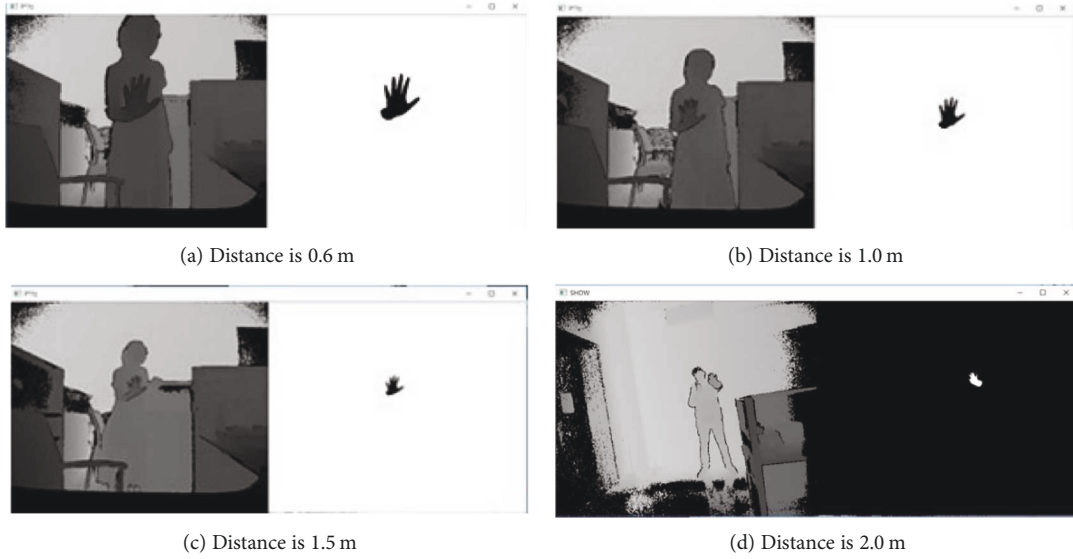 (a) Distance is 0.6 m
(b) Distance is 1.0 m
SHOW
(c) Distance is 1.5 m
(d) Distance is 2.0 m